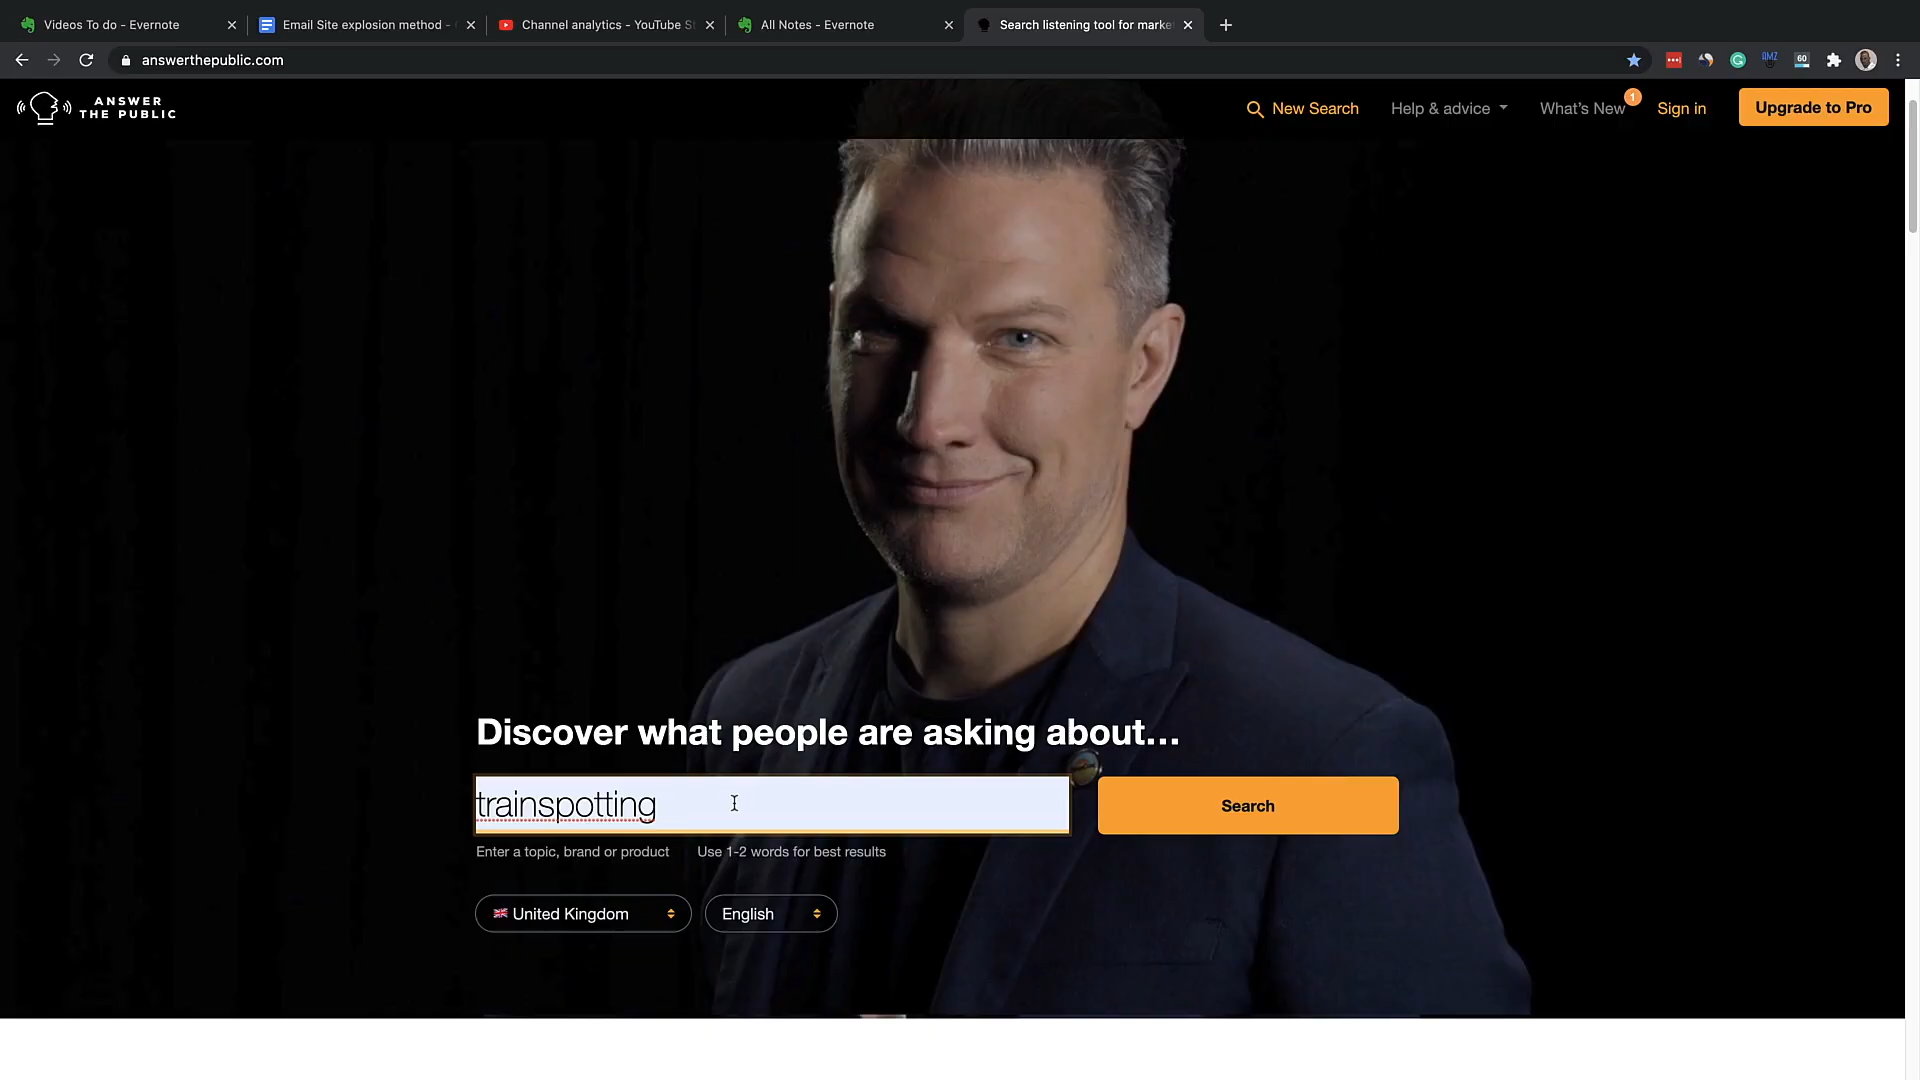 Videos To do - Evernote
Email Site explosion method -
Channel analytics - YouTube S
All Notes - Evernote
Search listening tool for marke
answerthepublic.com
60
ANSWER
THE PUBLIC
New Search
Help & advice
What's New
1
Sign in
Upgrade to Pro
Discover what people are asking about...
trainspotting
Search
Enter a topic, brand or product
Use 1-2 words for best results
United Kingdom
English